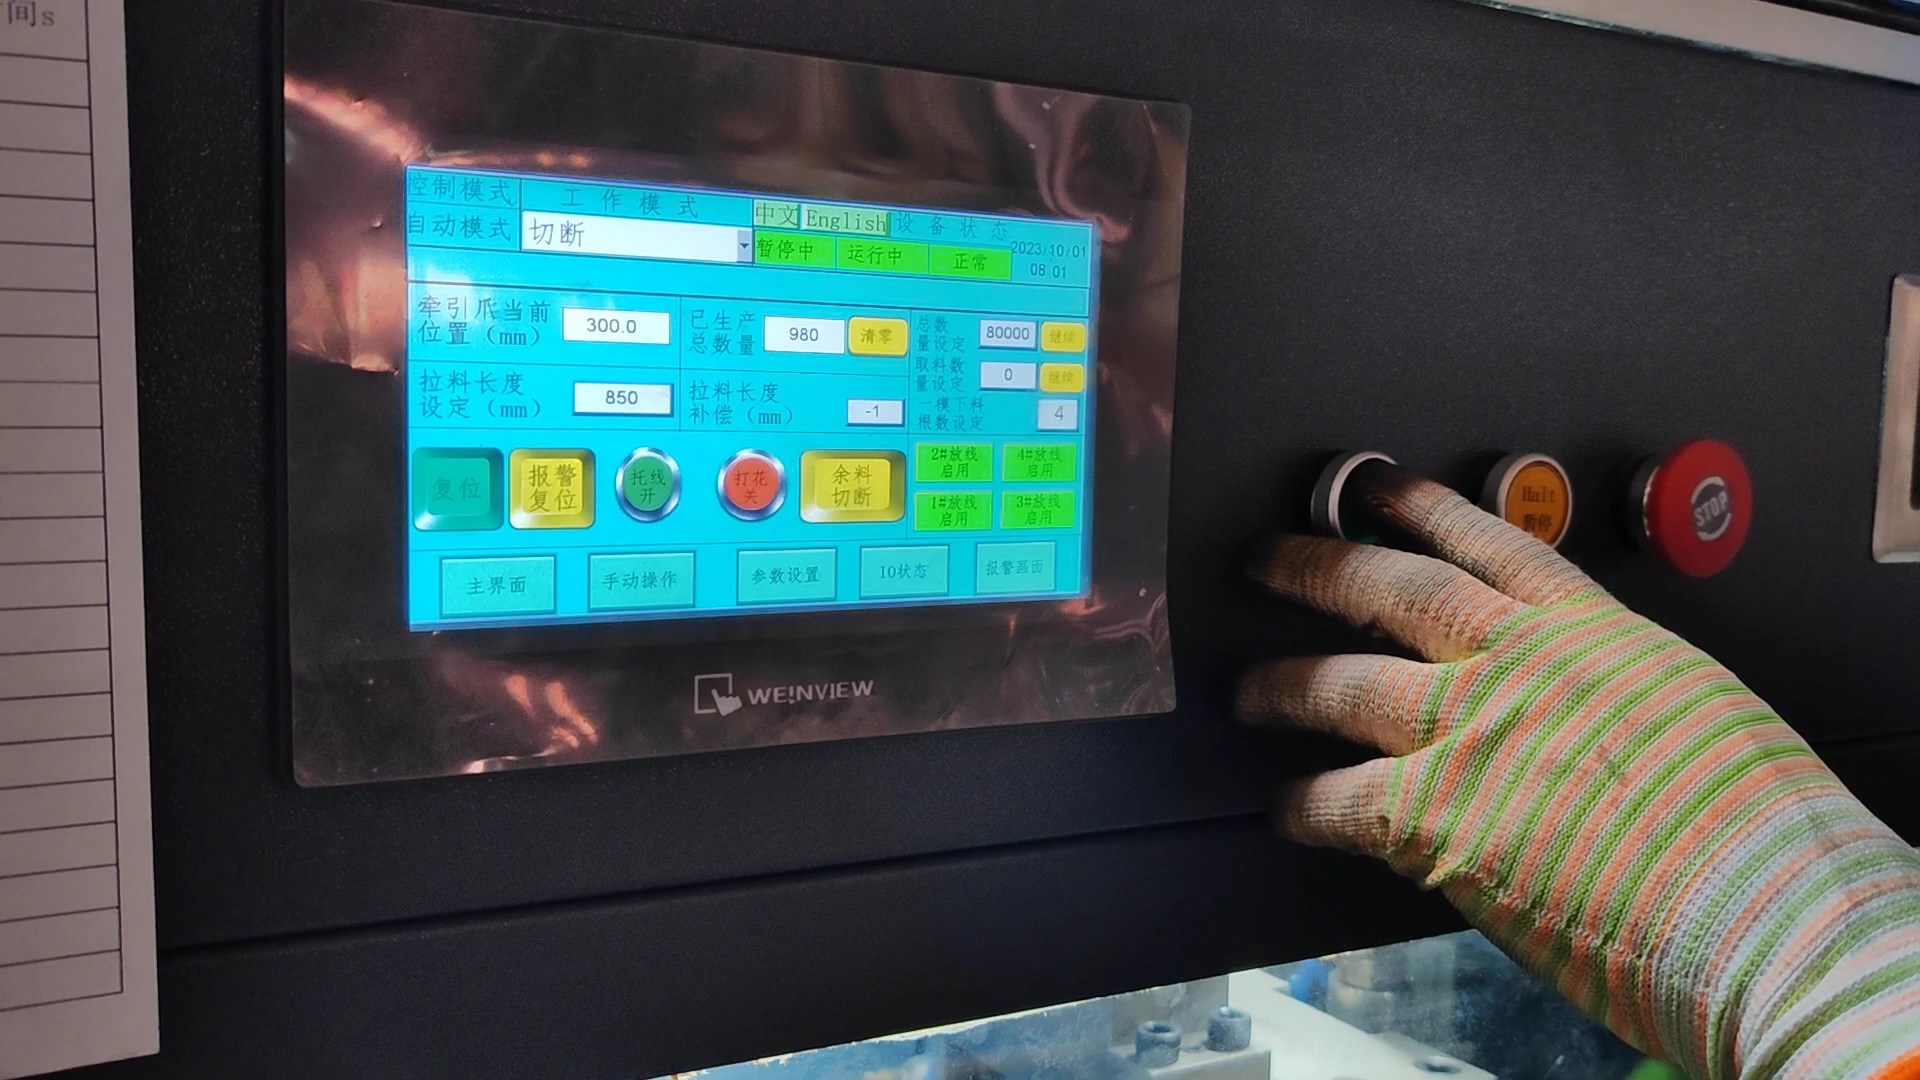 间s
控制模式
工作模式
中文 English 设备状态
自动模式
切断
暂停中 运行中 正常
2023/10/01
08 01
牵引爪当前
位置（mm）
300.0
已生产
总数量
980
清零
总数
量设定
80000
继续
取料数
量设定
0
继续
拉料长度
设定（mm）
850
拉料长度
补偿（mm）
-1
一模下料
根数设定
4
复位
报警
复位
托线
开
打花
关
余料
切断
2#放线
启用
4#放线
启用
1#放线
启用
3#放线
启用
主界面 手动操作 参数设置 IO状态 报警画面
WEINVIEW
Halt
暂停
STOP